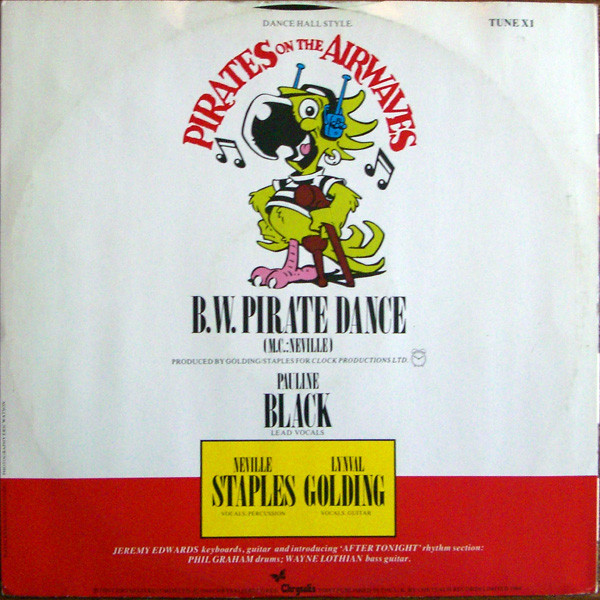 DANCE HALL STYLE
TUNE X1
PIRATES ON THE AIRWAVES
B.W. PIRATE DANCE
(M.C.:NEVILLE)
PRODUCED BY GOLDING/STAPLES FOR CLOCK PRODUCTIONS LTD.
PAULINE
BLACK
LEAD VOCALS
NEVILLE
STAPLES
VOCALS PERCUSSION
LYNVAL
GOLDING
VOCALS GUITAR
JEREMY EDWARDS keyboards, guitar and introducing 'AFTER TONIGHT' rhythm section:
PHIL GRAHAM drums; WAYNE LOTHIAN bass guitar.
Chrysalis